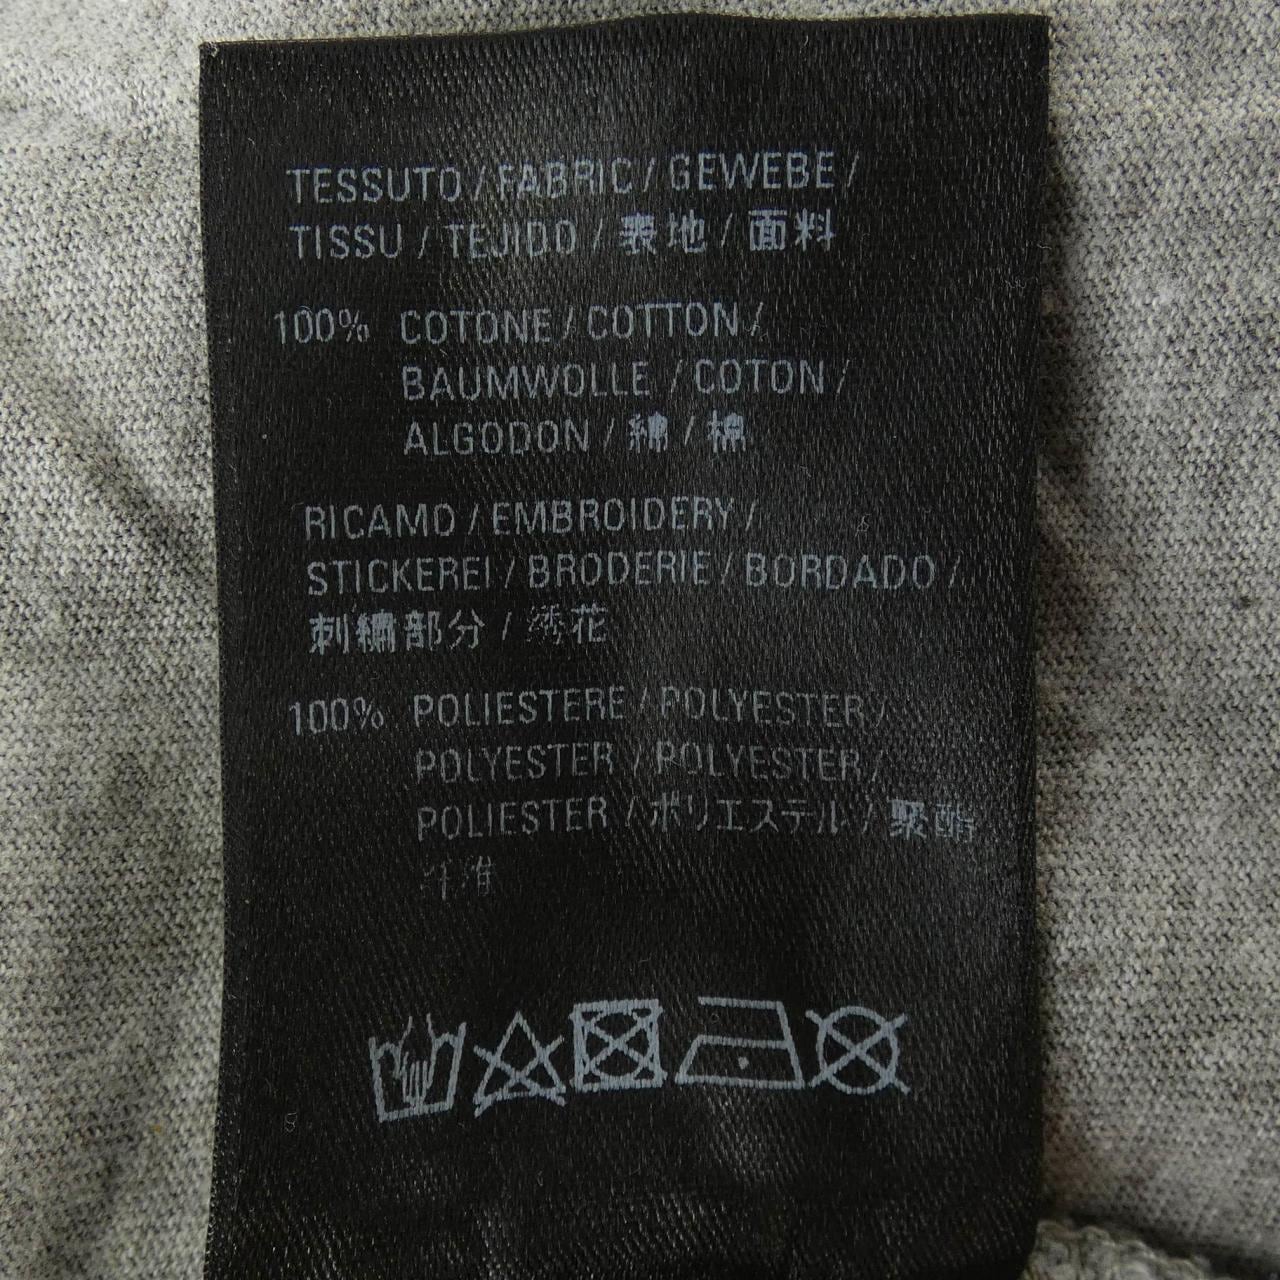 TESSUTO / FABRIC / GEWEBE /
TISSU / TEJIDO / 表地 / 面料
100% COTONE / COTTON /
BAUMWOLLE / COTON /
ALGODON / 綿 / 棉
RICAMO / EMBROIDERY /
STICKEREI / BRODERIE / BORDADO /
刺繍部分 / 绣花
100% POLIESTERE / POLYESTER /
POLYESTER / POLYESTER /
POLIESTER / ポリエステル / 聚酯
纤维